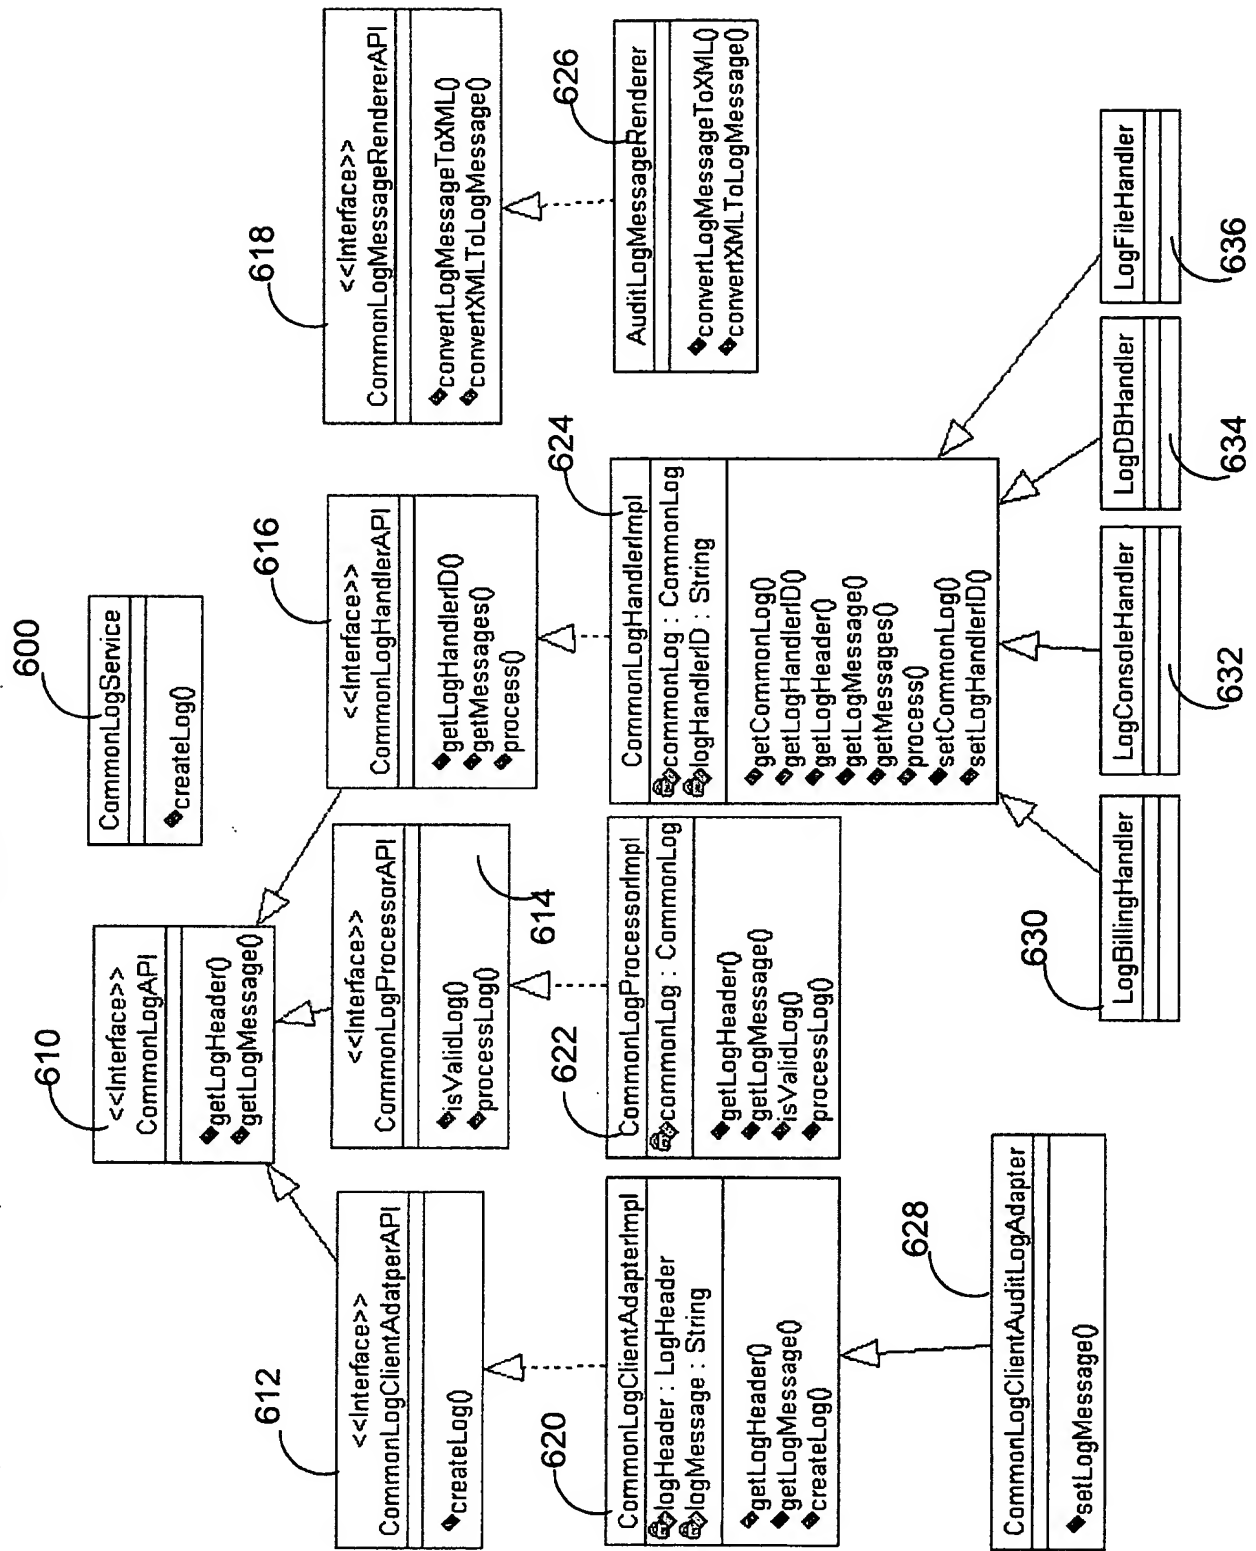 600
CommonLogService
createLog()
610
<<Interface>>
CommonLogAPI
getLogHeader()
getLogMessage()
612
<<Interface>>
CommonLogClientAdatperAPI
createLog()
<<Interface>>
CommonLogProcessorAPI
isValidLog()
processLog()
614
616
<<Interface>>
CommonLogHandlerAPI
getLogHandlerID()
getMessages()
process()
618
<<Interface>>
CommonLogMessageRendererAPI
convertLogMessageToXML()
convertXMLToLogMessage()
620
CommonLogClientAdapterImpl
logHeader : LogHeader
logMessage : String
getLogHeader()
getLogMessage()
createLog()
622
CommonLogProcessorImpl
commonLog : CommonLog
getLogHeader()
getLogMessage()
isValidLog()
processLog()
624
CommonLogHandlerImpl
commonLog : CommonLog
logHandlerID : String
getCommonLog()
getLogHandlerID()
getLogHeader()
getLogMessage()
getMessages()
process()
setCommonLog()
setLogHandlerID()
626
AuditLogMessageRenderer
convertLogMessageToXML()
convertXMLToLogMessage()
628
CommonLogClientAuditLogAdapter
setLogMessage()
630
LogBillingHandler
LogConsoleHandler
632
LogDBHandler
634
LogFileHandler
636